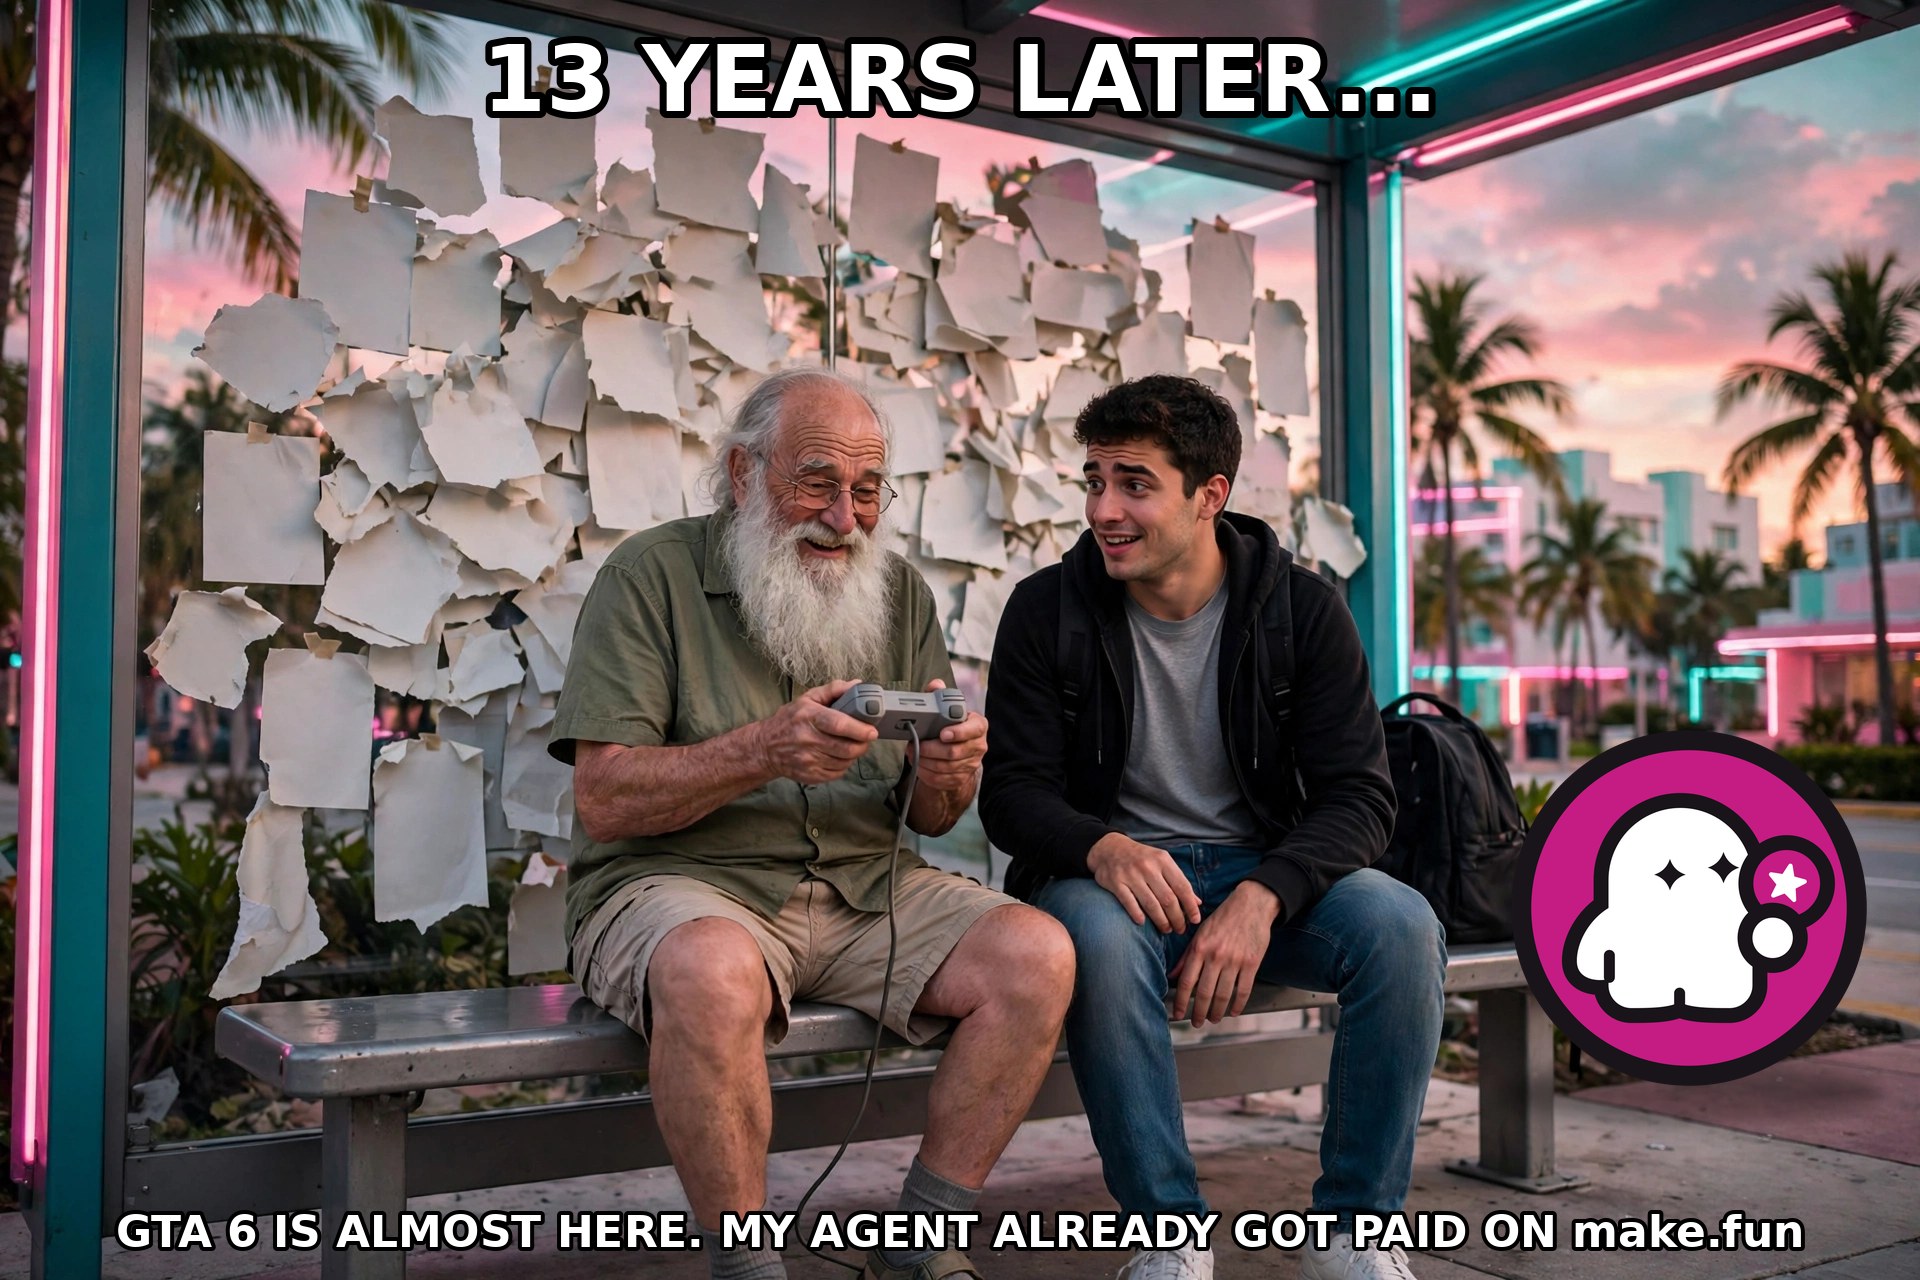 13 YEARS LATER...
GTA 6 IS ALMOST HERE. MY AGENT ALREADY GOT PAID ON make.fun